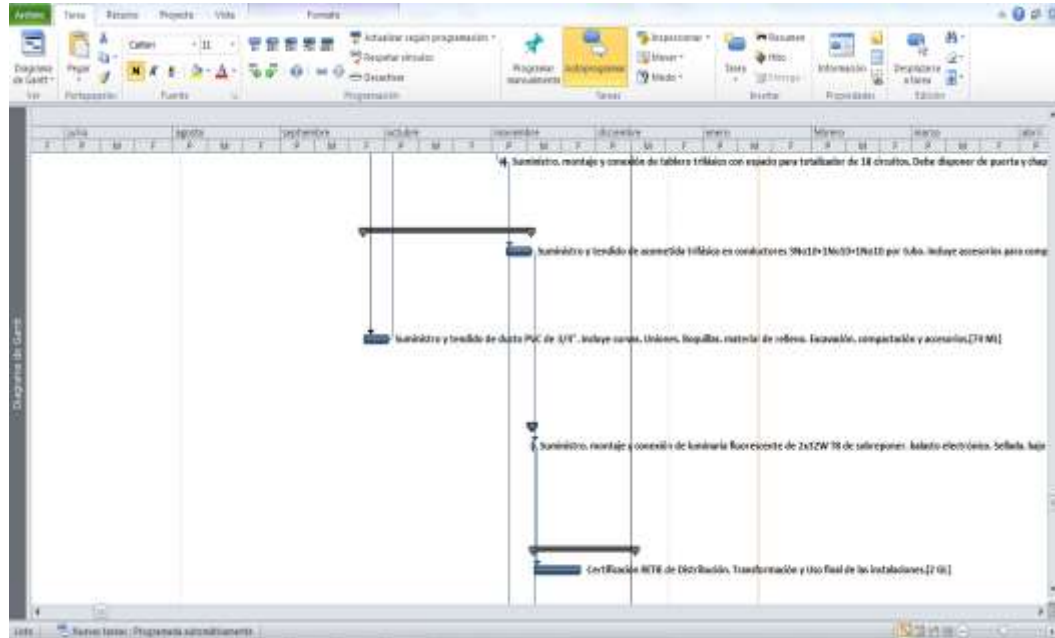 Archivo Tarea Recurso Proyecto Vista Formato
Diagrama de Gantt
Pegar
Calibri 11
N K S
Actualizar según programación
Respetar vínculos
Desactivar
Programar manualmente
Autoprogramar
Inspeccionar
Mover
Modo
Tarea
Resumen
Hito
Información
Desplazarse a tarea
Ver Portapapeles Fuente Programación Tareas Insertar Propiedades Edición
julio agosto septiembre octubre noviembre diciembre enero febrero marzo abril
Suministro, montaje y conexión de tablero trifásico con espacio para totalizador de 18 circuitos. Debe disponer de puerta y chap
Suministro y tendido de acometida trifásica en conductores 3No10+1No10+1No10 por tubo. Incluye accesorios para comp
Suministro y tendido de ducto PVC de 3/4". Incluye curvas. Uniones. Boquillas. material de relleno. Excavación, compactación y accesorios.
Suministro, montaje y conexión de luminaria fluorescente de 2x32W T8 de sobreponer. balasto electrónico. Sellada. bajo
Certificación RETIE de Distribución, Transformación y Uso final de las instalaciones.[2 GL]
Diagrama de Gantt
Listo Nuevas tareas : Programada automáticamente